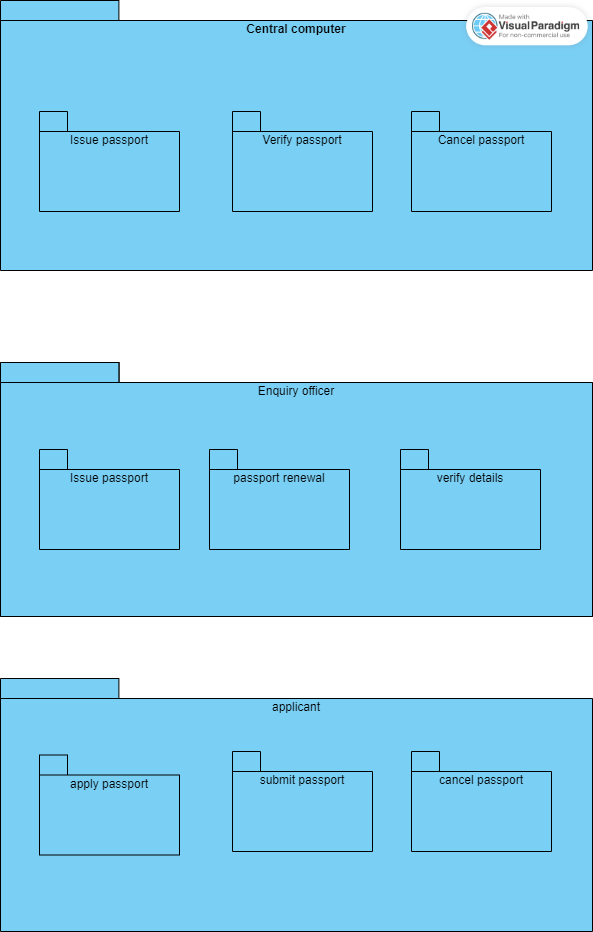 Made with
Visual Paradigm
For non-commercial use
Central computer
Issue passport
Verify passport
Cancel passport
Enquiry officer
Issue passport
passport renewal
verify details
applicant
apply passport
submit passport
cancel passport